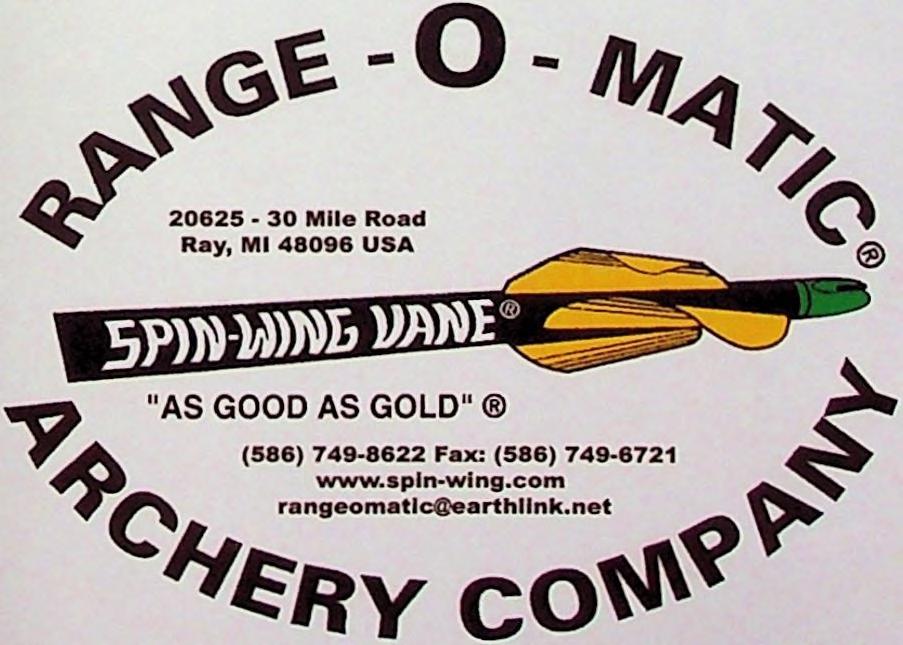 RANGE - O - MATIC®
20625 - 30 Mile Road
Ray, MI 48096 USA
SPIN-WING VANE®
"AS GOOD AS GOLD" ®
(586) 749-8622 Fax: (586) 749-6721
www.spin-wing.com
rangeomatic@earthlink.net
ARCHERY COMPANY